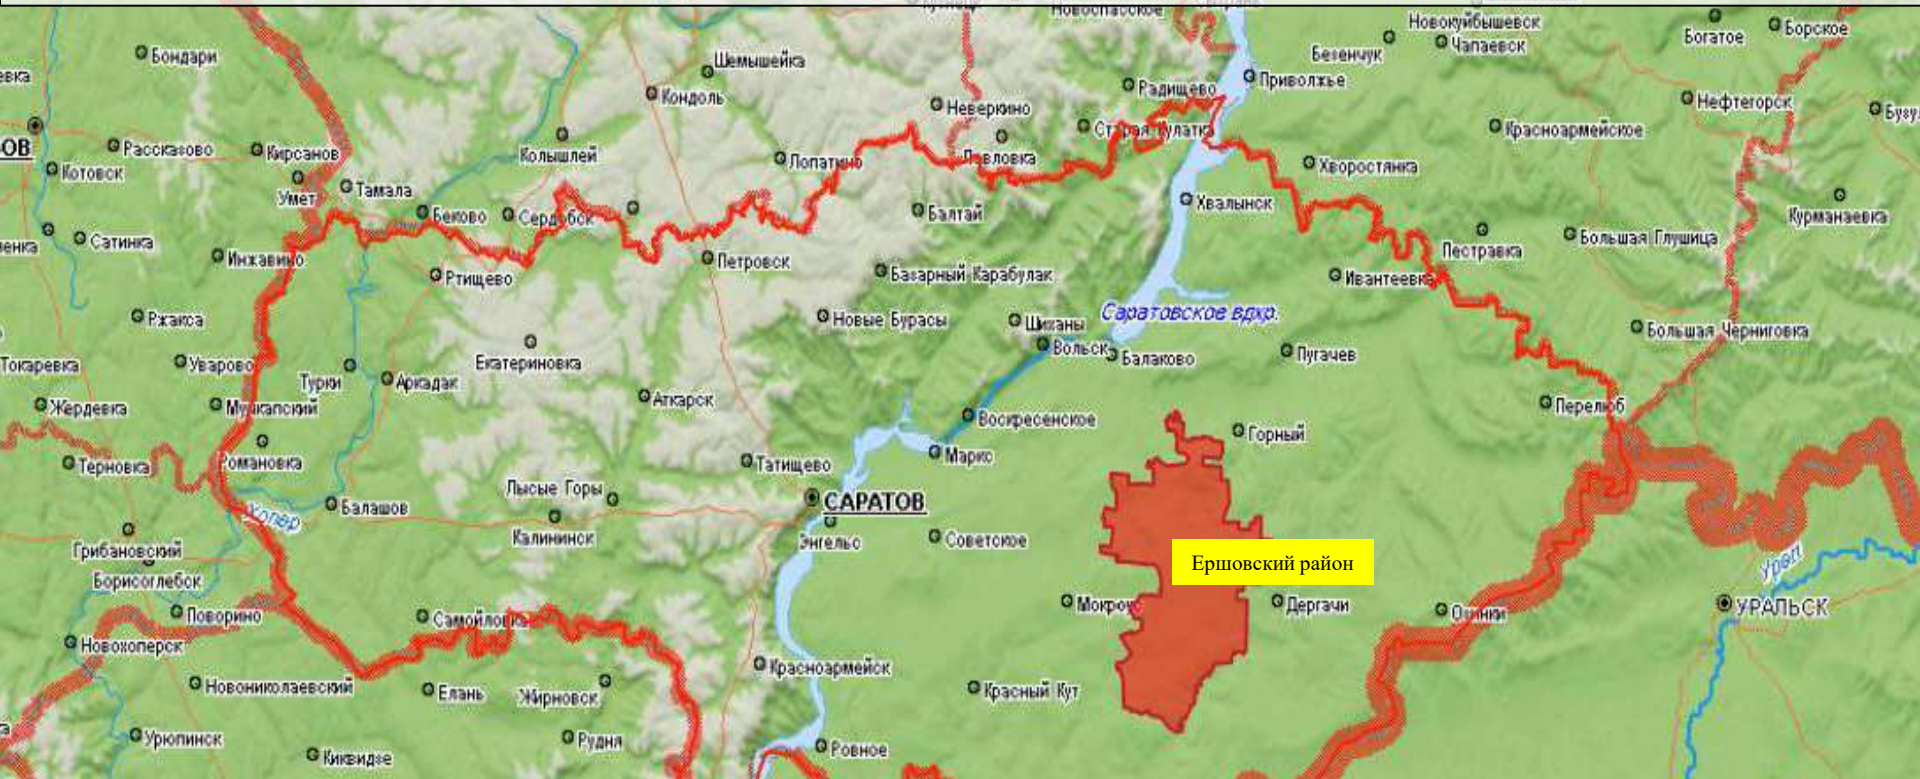 Новоспасское
Новокуйбышевск
Чапаевск
Безенчук
Богатое
Борское
Бондари
Шемышейка
Кондоль
Радищево
Приволжье
Неверкино
Нефтегорск
Старая Кулатка
Красноармейское
Рассказово
Кирсанов
Колышлей
Лопатино
Павловка
Хворостянка
Котовск
Умет
Тамала
Беково
Сердобск
Балтай
Хвалынск
Курманаевка
Сатинка
Инжавино
Петровск
Пестравка
Большая Глушица
Ртищево
Базарный Карабулак
Ивантеевка
Ржакса
Новые Бурасы
Шиханы
Саратовское вдхр.
Большая Черниговка
Токаревка
Уварово
Екатериновка
Вольск
Балаково
Пугачев
Турки
Аркадак
Жердевка
Мучкапский
Аткарск
Перелюб
Воскресенское
Горный
Терновка
Романовка
Татищево
Маркс
Лысые Горы
САРАТОВ
Балашов
Хопер
Калининск
Энгельс
Советское
Грибановский
Ершовский район
Урал
Борисоглебск
Поворино
Самойловка
Дергачи
Озинки
УРАЛЬСК
Новохоперск
Красноармейск
Новониколаевский
Елань
Жирновск
Красный Кут
Урюпинск
Рудня
Ровное
Киквидзе